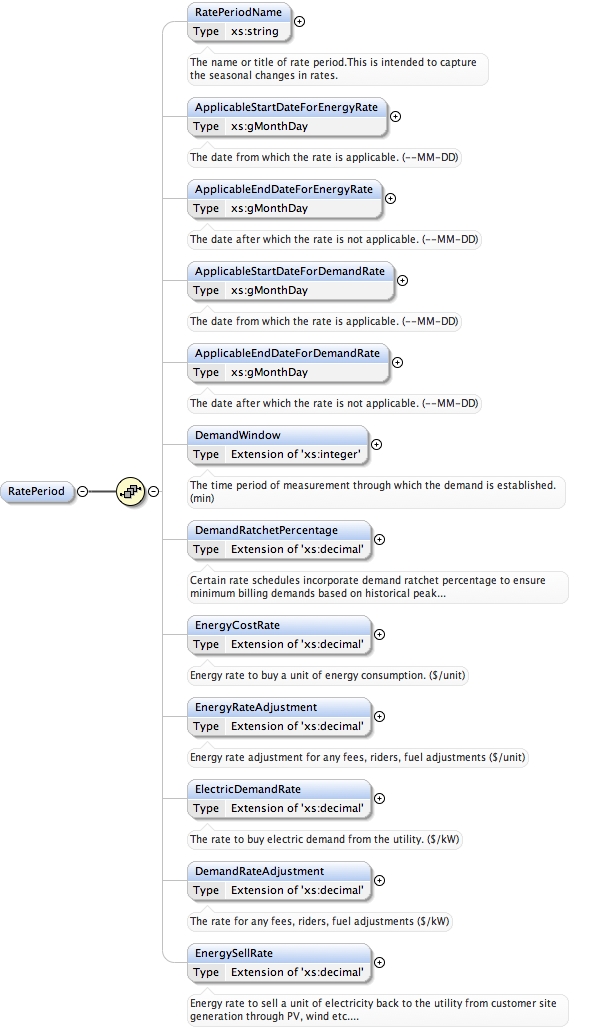 RatePeriodName
Type xs:string
The name or title of rate period.This is intended to capture
the seasonal changes in rates.
ApplicableStartDateForEnergyRate
Type xs:gMonthDay
The date from which the rate is applicable. (--MM-DD)
ApplicableEndDateForEnergyRate
Type xs:gMonthDay
The date after which the rate is not applicable. (--MM-DD)
ApplicableStartDateForDemandRate
Type xs:gMonthDay
The date from which the rate is applicable. (--MM-DD)
ApplicableEndDateForDemandRate
Type xs:gMonthDay
The date after which the rate is not applicable. (--MM-DD)
DemandWindow
Type Extension of 'xs:integer'
RatePeriod
The time period of measurement through which the demand is established.
(min)
DemandRatchetPercentage
Type Extension of 'xs:decimal'
Certain rate schedules incorporate demand ratchet percentage to ensure
minimum billing demands based on historical peak...
EnergyCostRate
Type Extension of 'xs:decimal'
Energy rate to buy a unit of energy consumption. ($/unit)
EnergyRateAdjustment
Type Extension of 'xs:decimal'
Energy rate adjustment for any fees, riders, fuel adjustments ($/unit)
ElectricDemandRate
Type Extension of 'xs:decimal'
The rate to buy electric demand from the utility. ($/kW)
DemandRateAdjustment
Type Extension of 'xs:decimal'
The rate for any fees, riders, fuel adjustments ($/kW)
EnergySellRate
Type Extension of 'xs:decimal'
Energy rate to sell a unit of electricity back to the utility from customer site
generation through PV, wind etc....